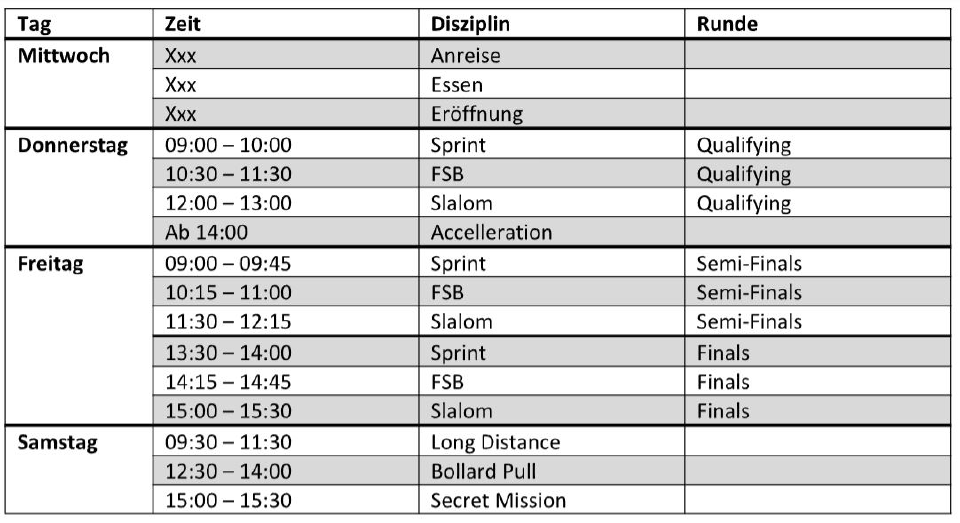 Tag Zeit Disziplin Runde
Mittwoch Xxx Anreise
Xxx Essen
Xxx Eröffnung
Donnerstag 09:00 – 10:00 Sprint Qualifying
10:30 – 11:30 FSB Qualifying
12:00 – 13:00 Slalom Qualifying
Ab 14:00 Accelleration
Freitag 09:00 – 09:45 Sprint Semi-Finals
10:15 – 11:00 FSB Semi-Finals
11:30 – 12:15 Slalom Semi-Finals
13:30 – 14:00 Sprint Finals
14:15 – 14:45 FSB Finals
15:00 – 15:30 Slalom Finals
Samstag 09:30 – 11:30 Long Distance
12:30 – 14:00 Bollard Pull
15:00 – 15:30 Secret Mission